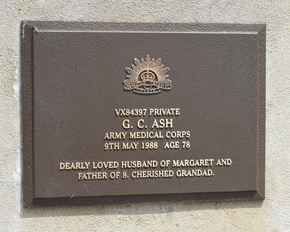 VX84397 PRIVATE
G. C. ASH
ARMY MEDICAL CORPS
9TH MAY 1988 AGE 78
DEARLY LOVED HUSBAND OF MARGARET AND
FATHER OF 8. CHERISHED GRANDAD.